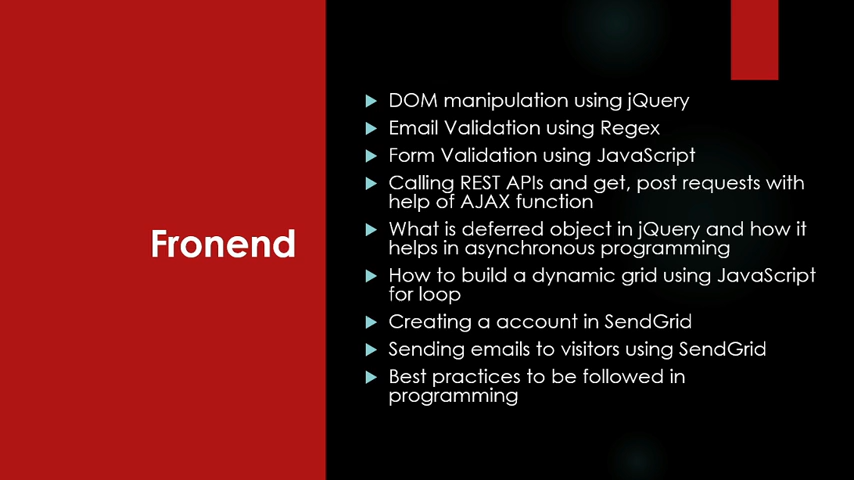 Fronend
DOM manipulation using jQuery
Email Validation using Regex
Form Validation using JavaScript
Calling REST APIs and get, post requests with
help of AJAX function
What is deferred object in jQuery and how it
helps in asynchronous programming
How to build a dynamic grid using JavaScript
for loop
Creating a account in SendGrid
Sending emails to visitors using SendGrid
Best practices to be followed in
programming